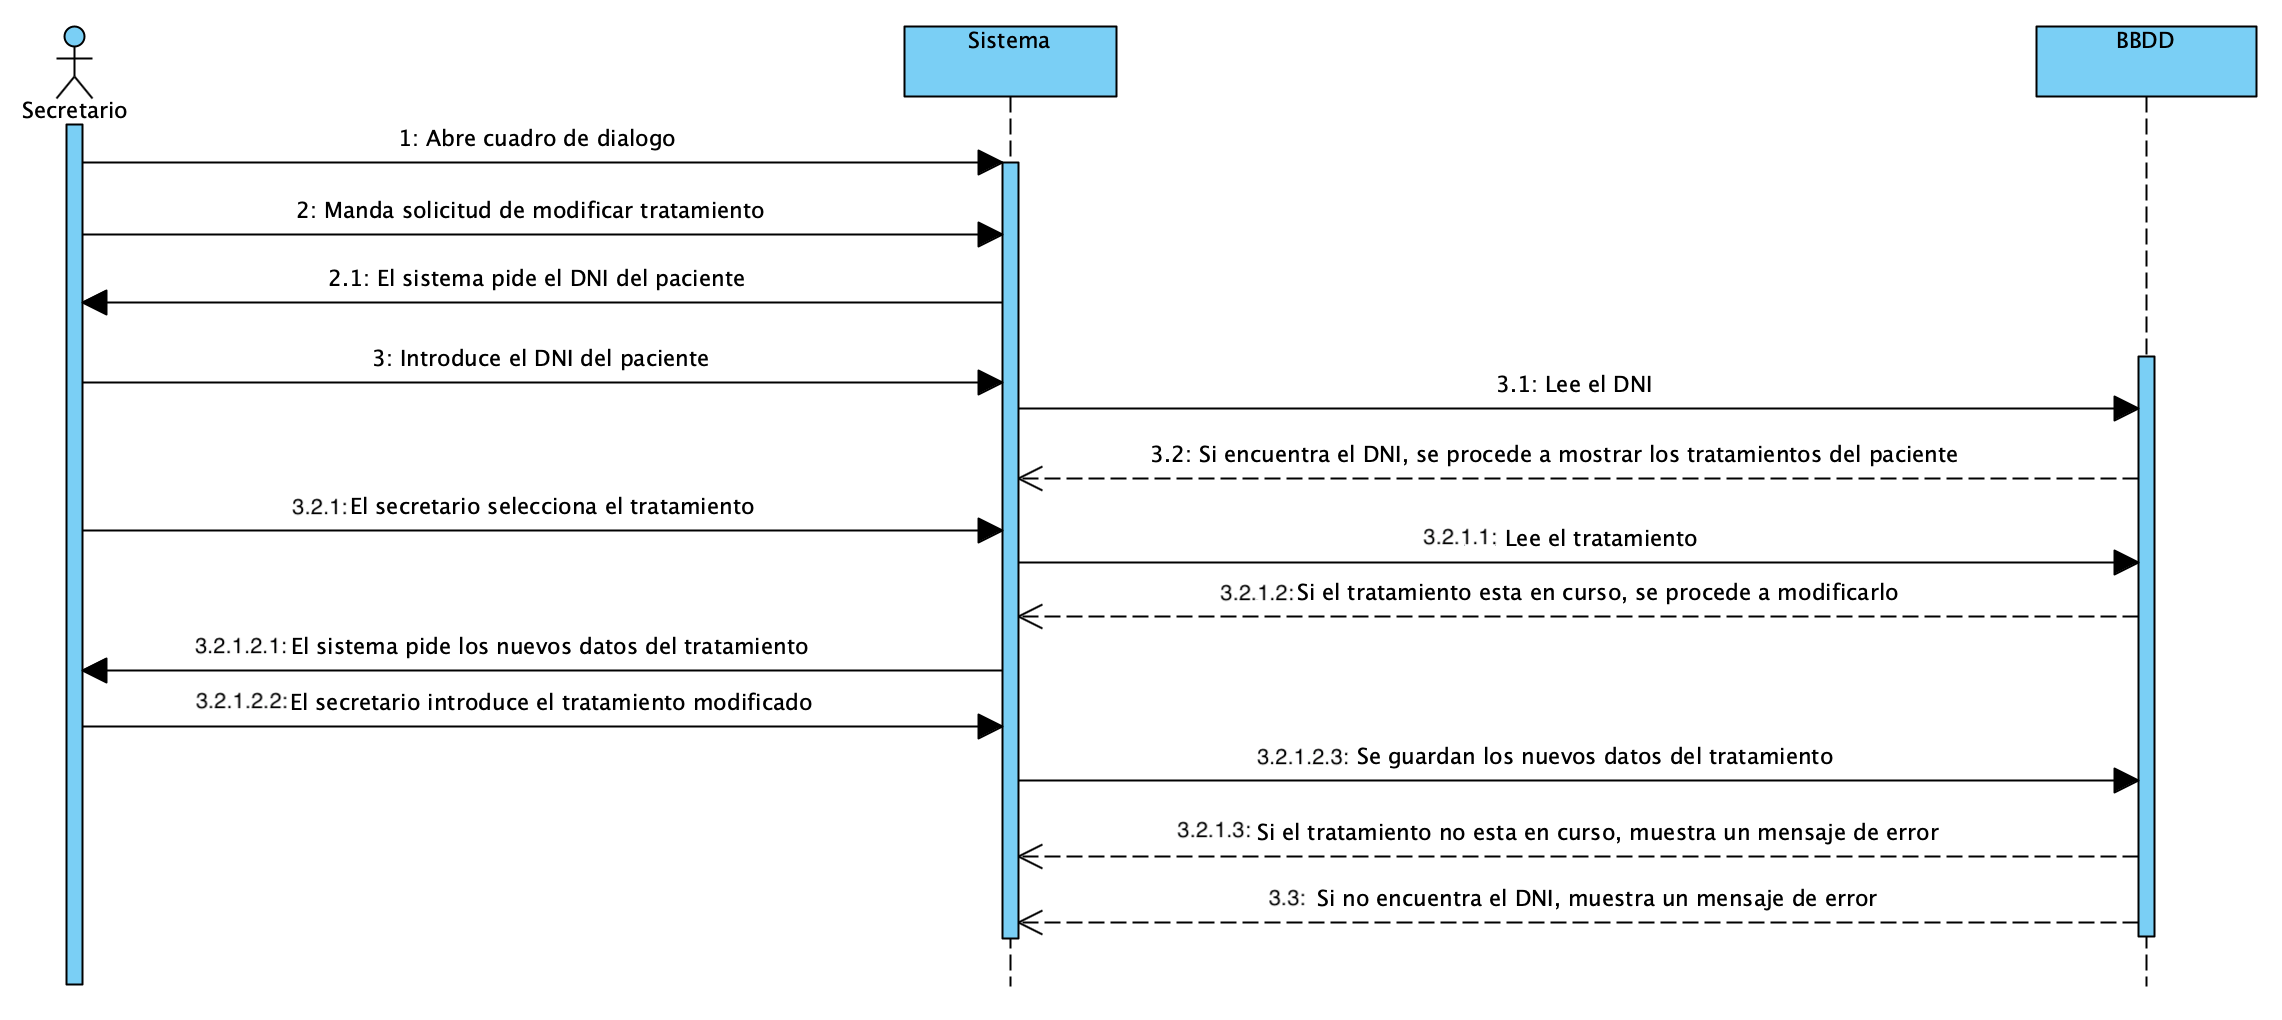 Secretario
Sistema
BBDD
1: Abre cuadro de dialogo
2: Manda solicitud de modificar tratamiento
2.1: El sistema pide el DNI del paciente
3: Introduce el DNI del paciente
3.1: Lee el DNI
3.2: Si encuentra el DNI, se procede a mostrar los tratamientos del paciente
3.2.1: El secretario selecciona el tratamiento
3.2.1.1: Lee el tratamiento
3.2.1.2: Si el tratamiento esta en curso, se procede a modificarlo
3.2.1.2.1: El sistema pide los nuevos datos del tratamiento
3.2.1.2.2: El secretario introduce el tratamiento modificado
3.2.1.2.3: Se guardan los nuevos datos del tratamiento
3.2.1.3: Si el tratamiento no esta en curso, muestra un mensaje de error
3.3: Si no encuentra el DNI, muestra un mensaje de error